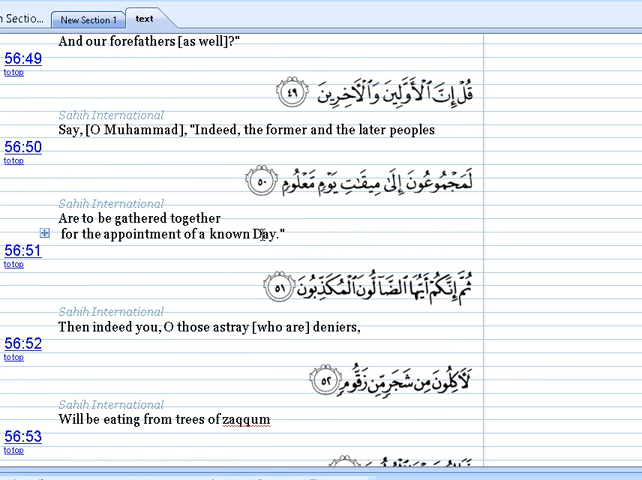 n Sectio... New Section 1 text
And our forefathers [as well]?"
56:49
to top
قُلْ إِنَّ ٱلْأَوَّلِينَ وَٱلْـَٔاخِرِينَ ٤٩
Sahih International
Say, [O Muhammad], "Indeed, the former and the later peoples
56:50
to top
لَمَجْمُوعُونَ إِلَىٰ مِيقَـٰتِ يَوْمٍ مَّعْلُومٍ ٥٠
Sahih International
Are to be gathered together
for the appointment of a known Day."
56:51
to top
ثُمَّ إِنَّكُمْ أَيُّهَا ٱلضَّآلُّونَ ٱلْمُكَذِّبُونَ ٥١
Sahih International
Then indeed you, O those astray [who are] deniers,
56:52
to top
لَـَٔاكِلُونَ مِن شَجَرٍ مِّن زَقُّومٍ ٥٢
Sahih International
Will be eating from trees of zaqqum
56:53
to top